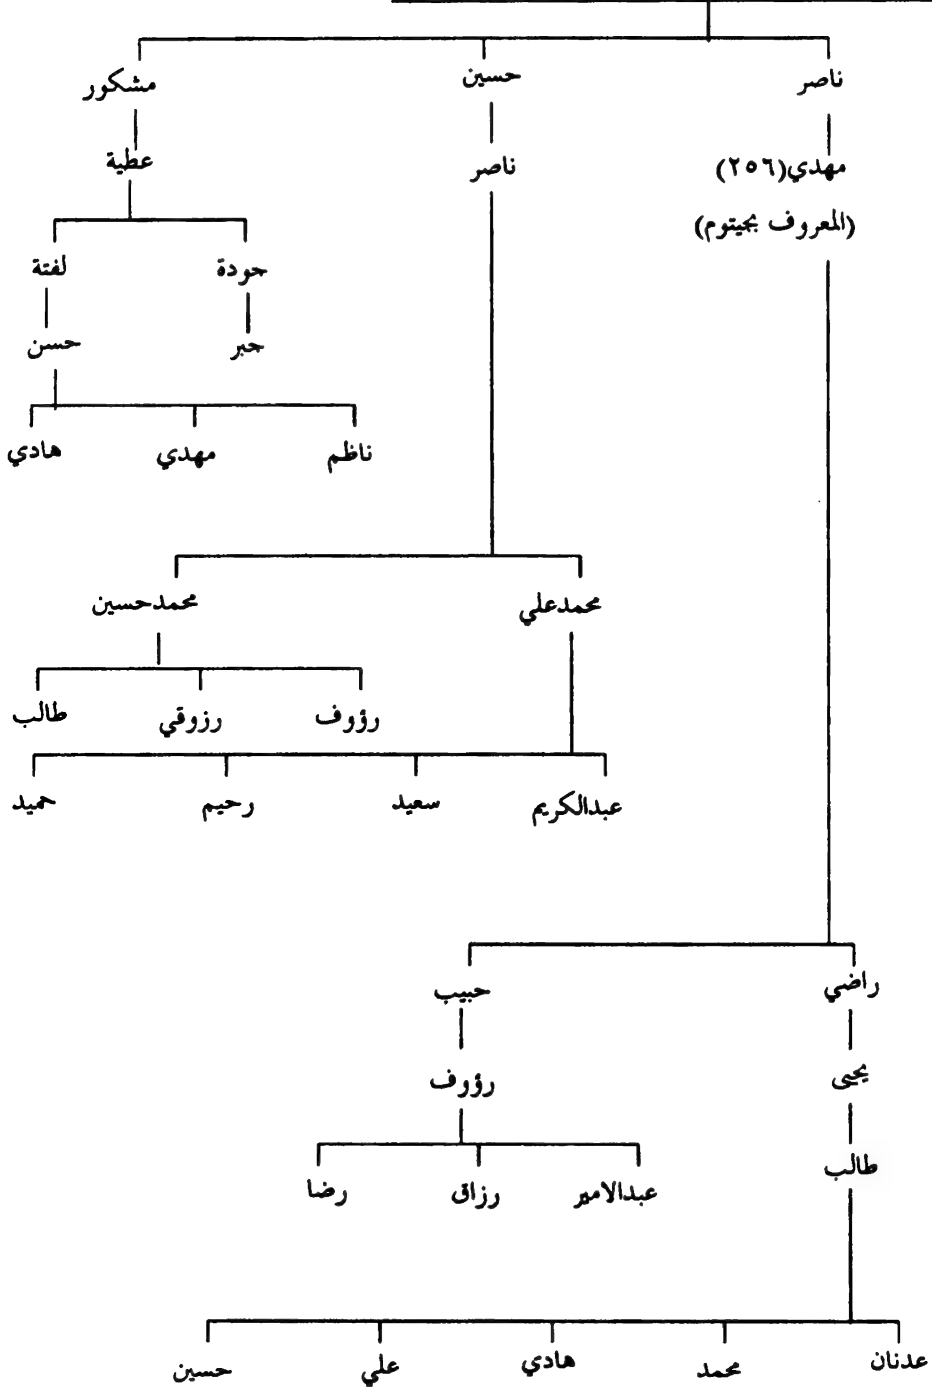 ناصر حسين مشكور
عطية
مهدي(٢٥٦) ناصر
(المعروف بجيتوم)
جودة لفتة
جبر حسن
ناظم مهدي هادي
محمدعلي محمدحسين
رؤوف رزوقي طالب
عبدالكريم سعيد رحيم حميد
راضي حبيب
يحيى رؤوف
طالب
عبدالامير رزاق رضا
عدنان محمد هادي علي حسين